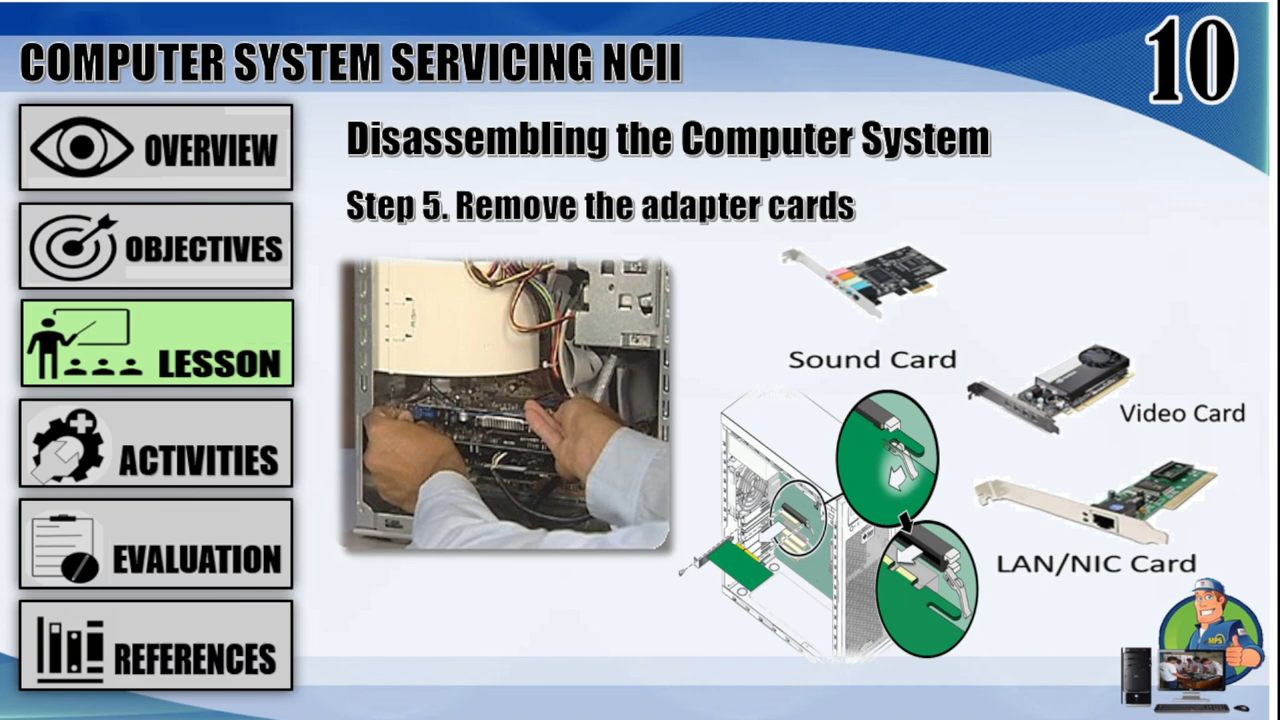 COMPUTER SYSTEM SERVICING NCII
10
OVERVIEW
OBJECTIVES
LESSON
ACTIVITIES
EVALUATION
REFERENCES
Disassembling the Computer System
Step 5. Remove the adapter cards
Sound Card
Video Card
LAN/NIC Card
MPS